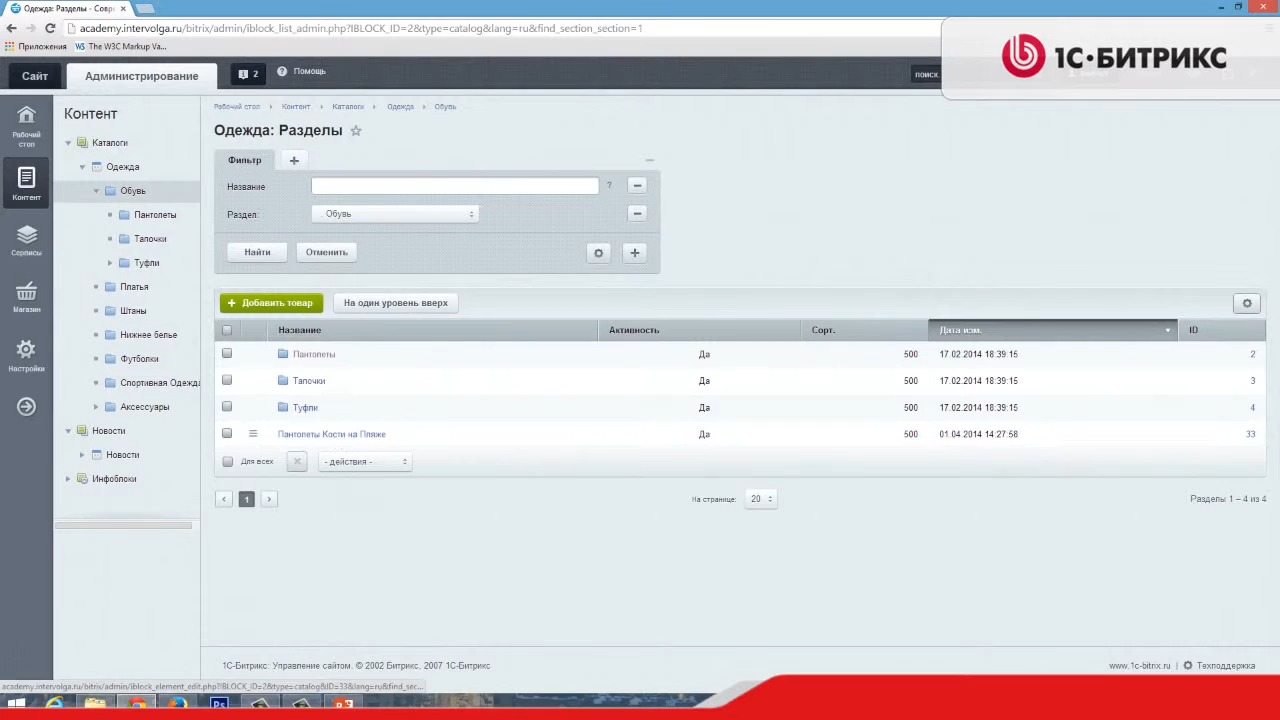 Одежда: Разделы - Совр
academy.intervolga.ru/bitrix/admin/iblock_list_admin.php?IBLOCK_ID=2&type=catalog&lang=ru&find_section_section=1
Приложения The W3C Markup Va...
1С·БИТРИКС
Сайт Администрирование 2 Помощь поиск.
Рабочий стол
Контент
Сервисы
Магазин
Настройки
Контент
Каталоги
Одежда
Обувь
Пантолеты
Тапочки
Туфли
Платья
Штаны
Нижнее белье
Футболки
Спортивная Одежда
Аксессуары
Новости
Новости
Инфоблоки
Рабочий стол Контент Каталоги Одежда Обувь
Одежда: Разделы
Фильтр +
Название ?
Раздел: . Обувь
Найти Отменить
+ Добавить товар На один уровень вверх
Название Активность Сорт. Дата изм. ID
Пантолеты Да 500 17.02.2014 18:39:15 2
Тапочки Да 500 17.02.2014 18:39:15 3
Туфли Да 500 17.02.2014 18:39:15 4
Пантолеты Кости на Пляже Да 500 01.04.2014 14:27:58 33
Для всех - действия -
1 На странице: 20 Разделы 1 – 4 из 4
1С-Битрикс: Управление сайтом. © 2002 Битрикс, 2007 1С-Битрикс www.1c-bitrix.ru | Техподдержка
academy.intervolga.ru/bitrix/admin/iblock_element_edit.php?IBLOCK_ID=2&type=catalog&ID=33&lang=ru&find_sec...